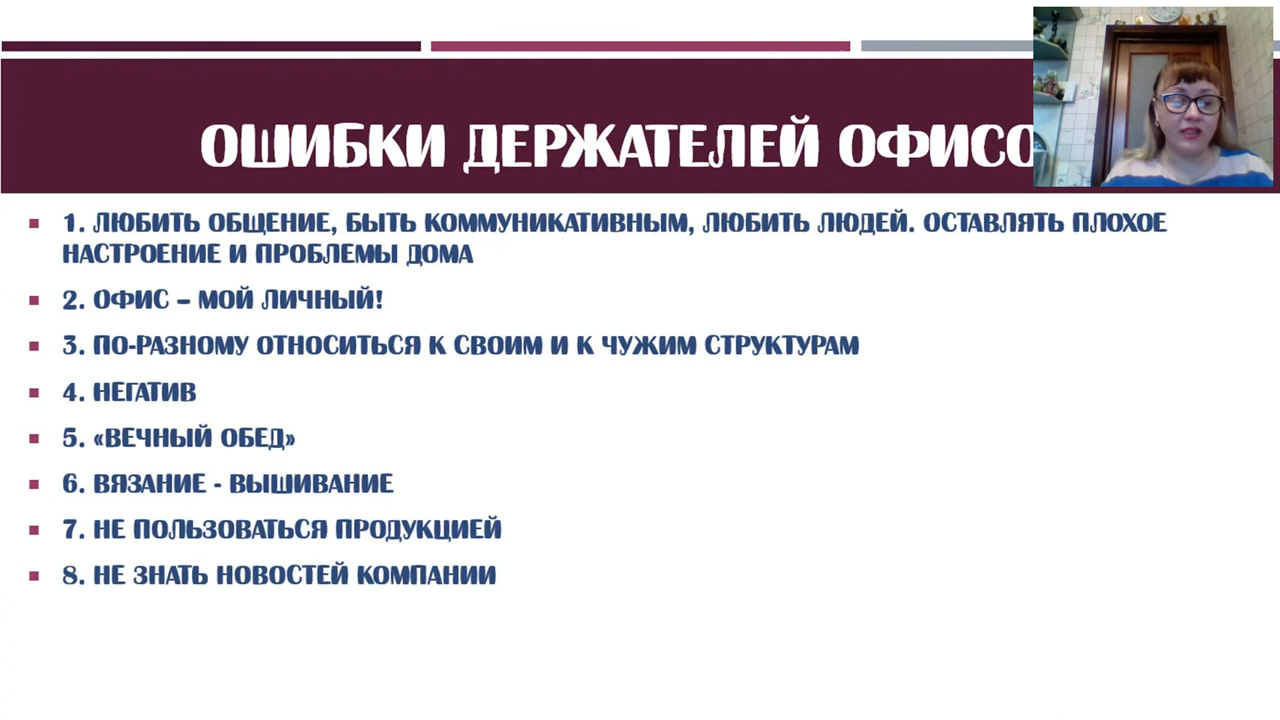 ОШИБКИ ДЕРЖАТЕЛЕЙ ОФИСО
1. ЛЮБИТЬ ОБЩЕНИЕ, БЫТЬ КОММУНИКАТИВНЫМ, ЛЮБИТЬ ЛЮДЕЙ. ОСТАВЛЯТЬ ПЛОХОЕ
НАСТРОЕНИЕ И ПРОБЛЕМЫ ДОМА
2. ОФИС – МОЙ ЛИЧНЫЙ!
3. ПО-РАЗНОМУ ОТНОСИТЬСЯ К СВОИМ И К ЧУЖИМ СТРУКТУРАМ
4. НЕГАТИВ
5. «ВЕЧНЫЙ ОБЕД»
6. ВЯЗАНИЕ - ВЫШИВАНИЕ
7. НЕ ПОЛЬЗОВАТЬСЯ ПРОДУКЦИЕЙ
8. НЕ ЗНАТЬ НОВОСТЕЙ КОМПАНИИ